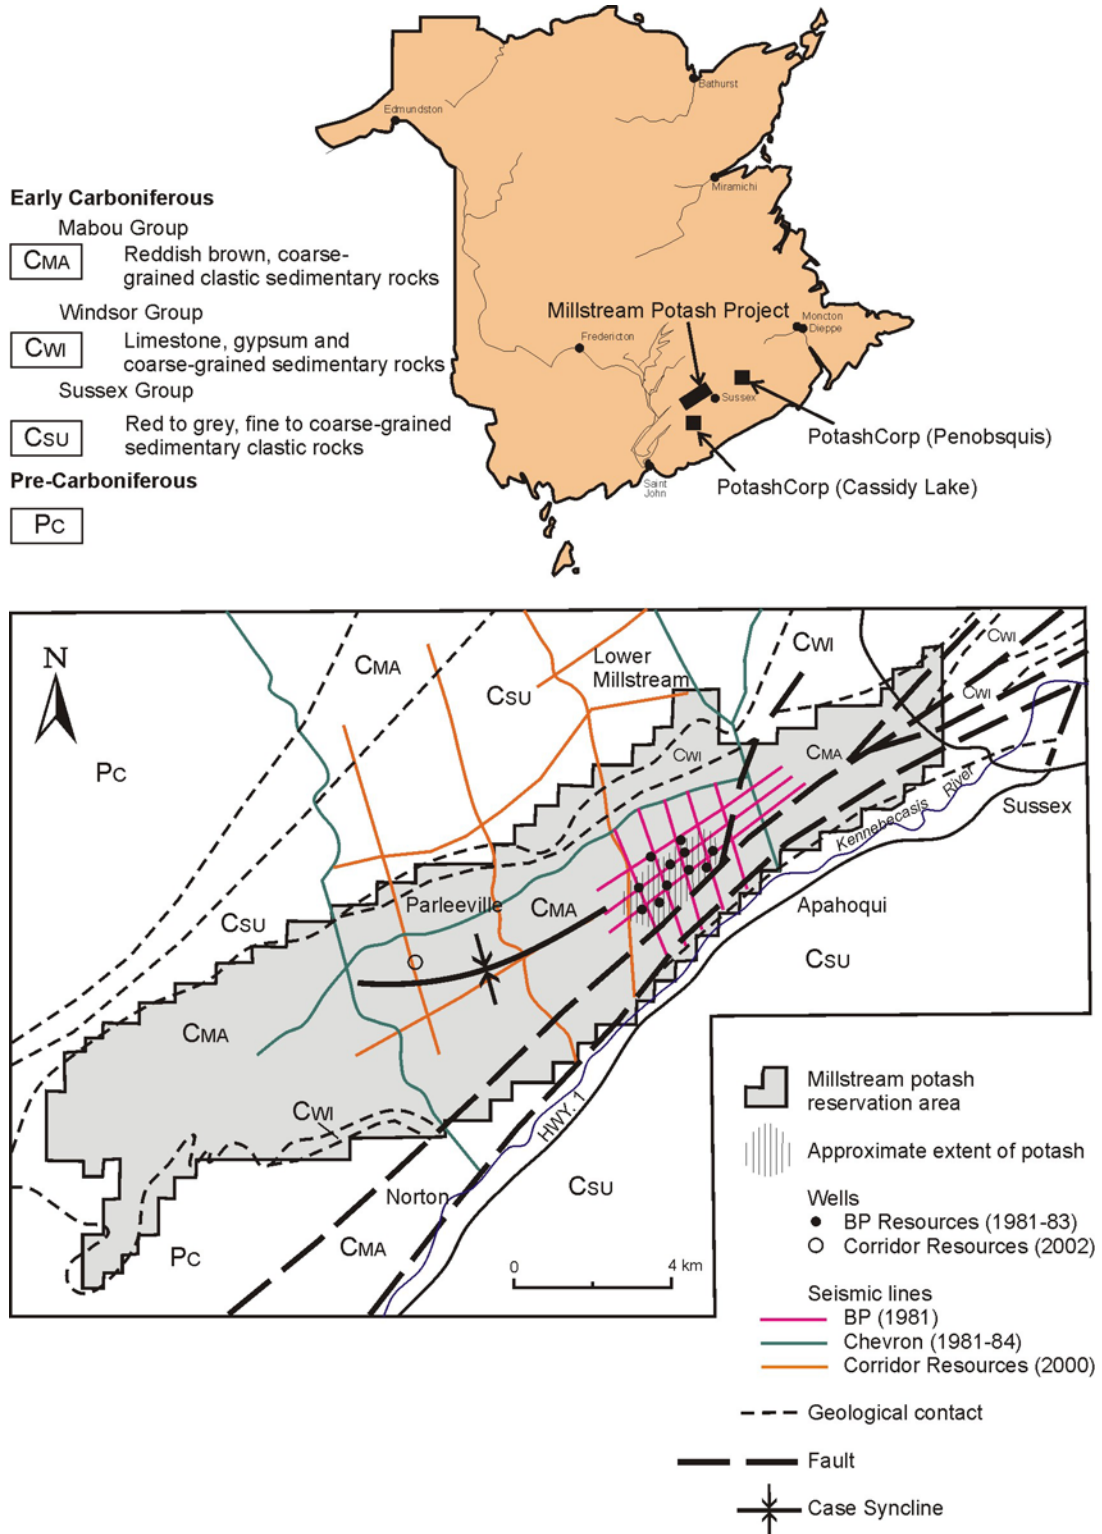 Edmundston
Bathurst
Miramichi
Early Carboniferous
Mabou Group
CMA
Reddish brown, coarse-
grained clastic sedimentary rocks
Windsor Group
CWI
Limestone, gypsum and
coarse-grained sedimentary rocks
Sussex Group
CSU
Red to grey, fine to coarse-grained
sedimentary clastic rocks
Pre-Carboniferous
PC
Millstream Potash Project
Moncton
Dieppe
Fredericton
Sussex
PotashCorp (Penobsquis)
PotashCorp (Cassidy Lake)
Saint
John
N
CMA
Lower
Millstream
CWI
CWI
CSU
CWI
PC
CWI
CMA
Kennebecasis River
Sussex
Parleeville
CMA
Apahoqui
CSU
CSU
CMA
CWI
HWY. 1
Norton
CSU
CMA
PC
0
4 km
Millstream potash
reservation area
Approximate extent of potash
Wells
BP Resources (1981-83)
Corridor Resources (2002)
Seismic lines
BP (1981)
Chevron (1981-84)
Corridor Resources (2000)
Geological contact
Fault
Case Syncline